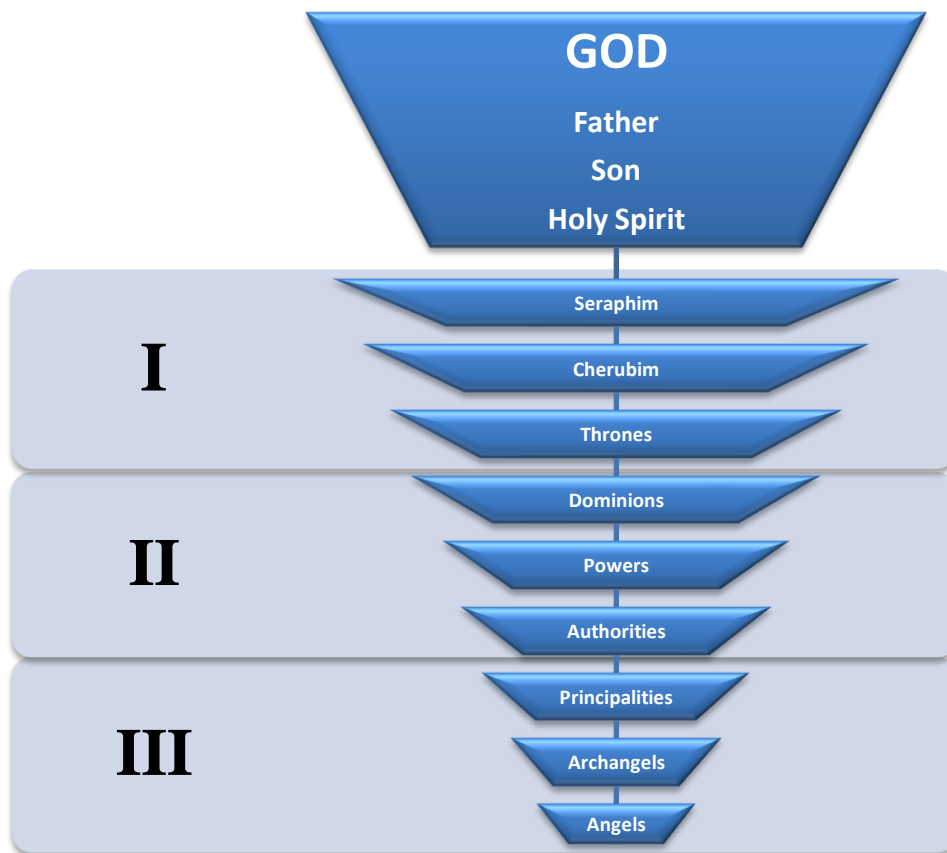 GOD
Father
Son
Holy Spirit
I
Seraphim
Cherubim
Thrones
II
Dominions
Powers
Authorities
III
Principalities
Archangels
Angels